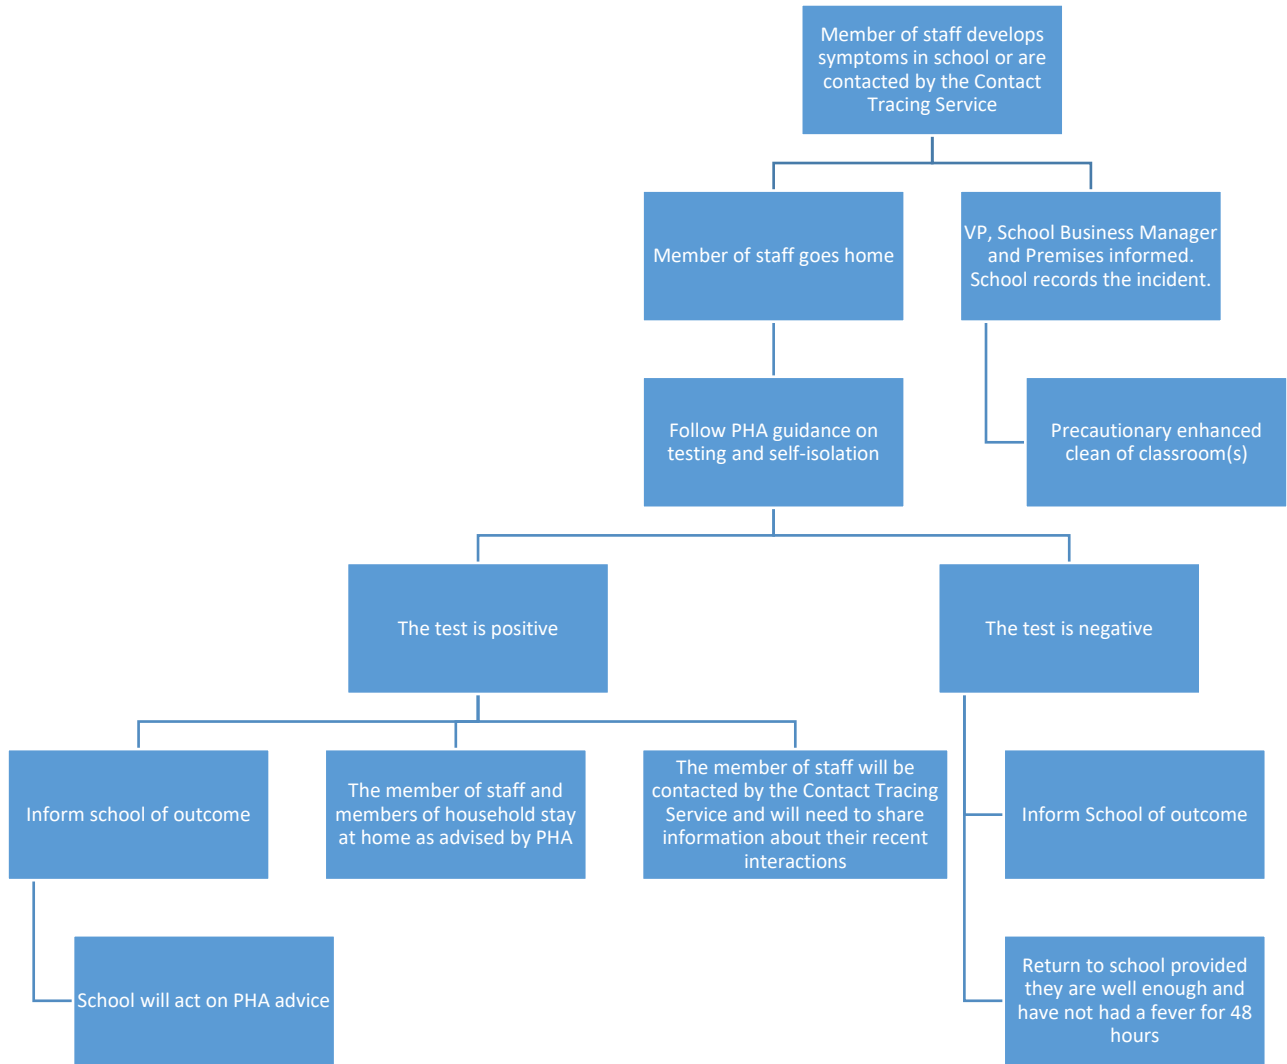 Member of staff develops
symptoms in school or are
contacted by the Contact
Tracing Service
Member of staff goes home
VP, School Business Manager
and Premises informed.
School records the incident.
Follow PHA guidance on
testing and self-isolation
Precautionary enhanced
clean of classroom(s)
The test is positive
The test is negative
Inform school of outcome
The member of staff and
members of household stay
at home as advised by PHA
The member of staff will be
contacted by the Contact Tracing
Service and will need to share
information about their recent
interactions
Inform School of outcome
School will act on PHA advice
Return to school provided
they are well enough and
have not had a fever for 48
hours